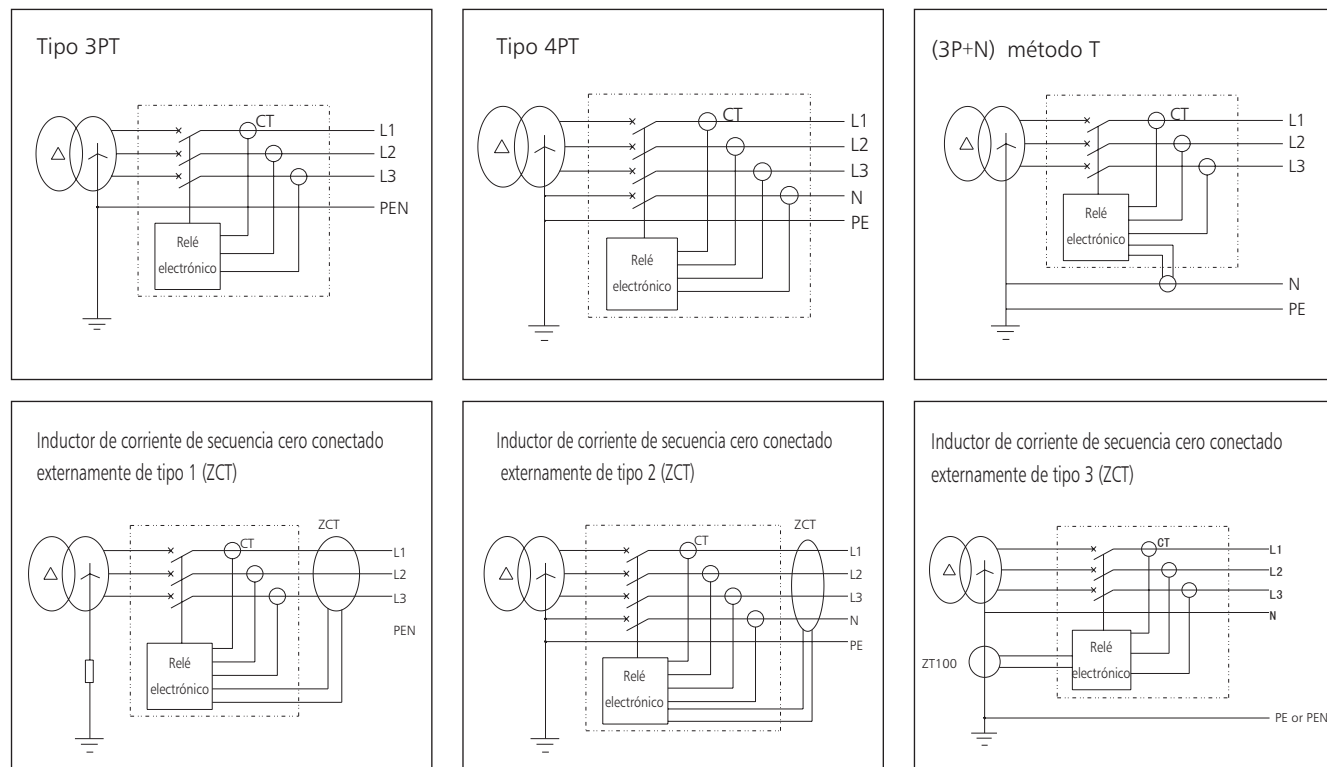 Tipo 3PT
CT
L1
L2
L3
PEN
Relé
electrónico
Tipo 4PT
CT
L1
L2
L3
N
PE
Relé
electrónico
(3P+N) método T
CT
L1
L2
L3
Relé
electrónico
N
PE
Inductor de corriente de secuencia cero conectado
externamente de tipo 1 (ZCT)
ZCT
CT
L1
L2
L3
PEN
Relé
electrónico
Inductor de corriente de secuencia cero conectado
externamente de tipo 2 (ZCT)
ZCT
CT
L1
L2
L3
N
PE
Relé
electrónico
Inductor de corriente de secuencia cero conectado
externamente de tipo 3 (ZCT)
CT
L1
L2
L3
N
ZT100
Relé
electrónico
PE or PEN